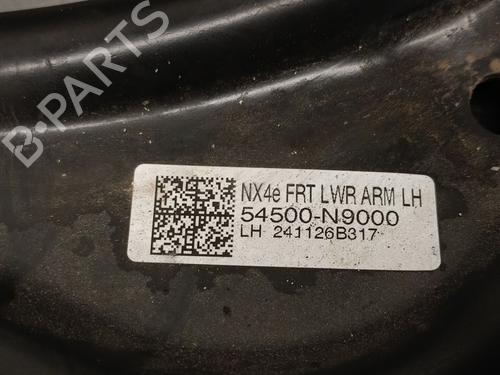 B-PARTS
NX4e FRT LWR ARM LH
54500-N9000
LH 241126B317